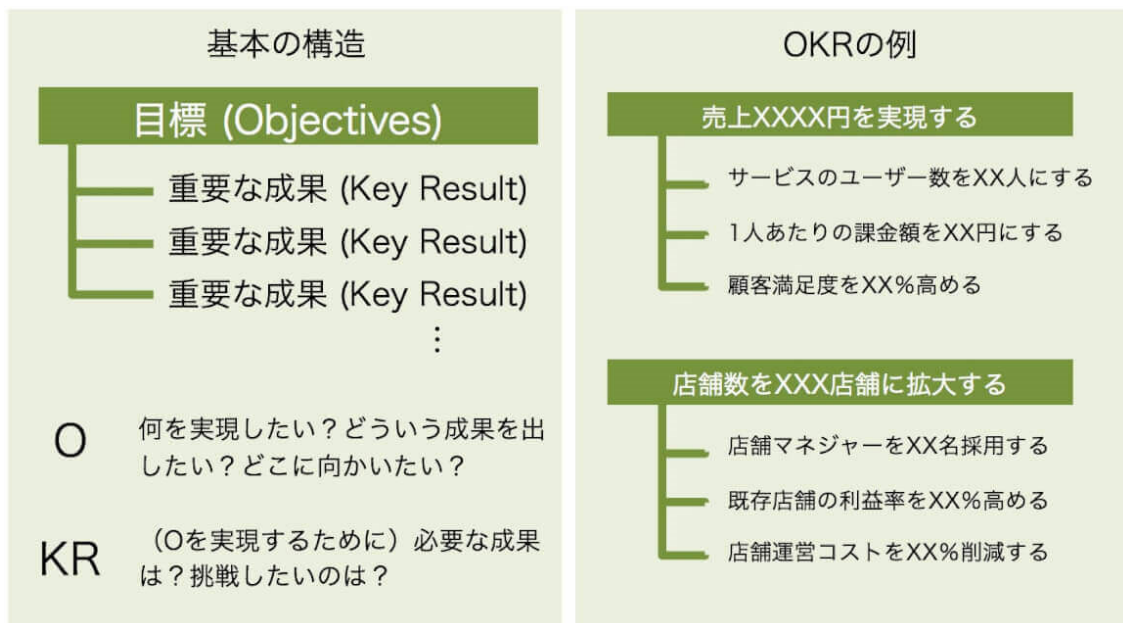 基本の構造
目標 (Objectives)
重要な成果 (Key Result)
重要な成果 (Key Result)
重要な成果 (Key Result)
⋮
O
何を実現したい？どういう成果を出
したい？どこに向かいたい？
KR
（Oを実現するために）必要な成果
は？挑戦したいのは？
OKRの例
売上XXXX円を実現する
サービスのユーザー数をXX人にする
1人あたりの課金額をXX円にする
顧客満足度をXX％高める
店舗数をXXX店舗に拡大する
店舗マネジャーをXX名採用する
既存店舗の利益率をXX％高める
店舗運営コストをXX％削減する